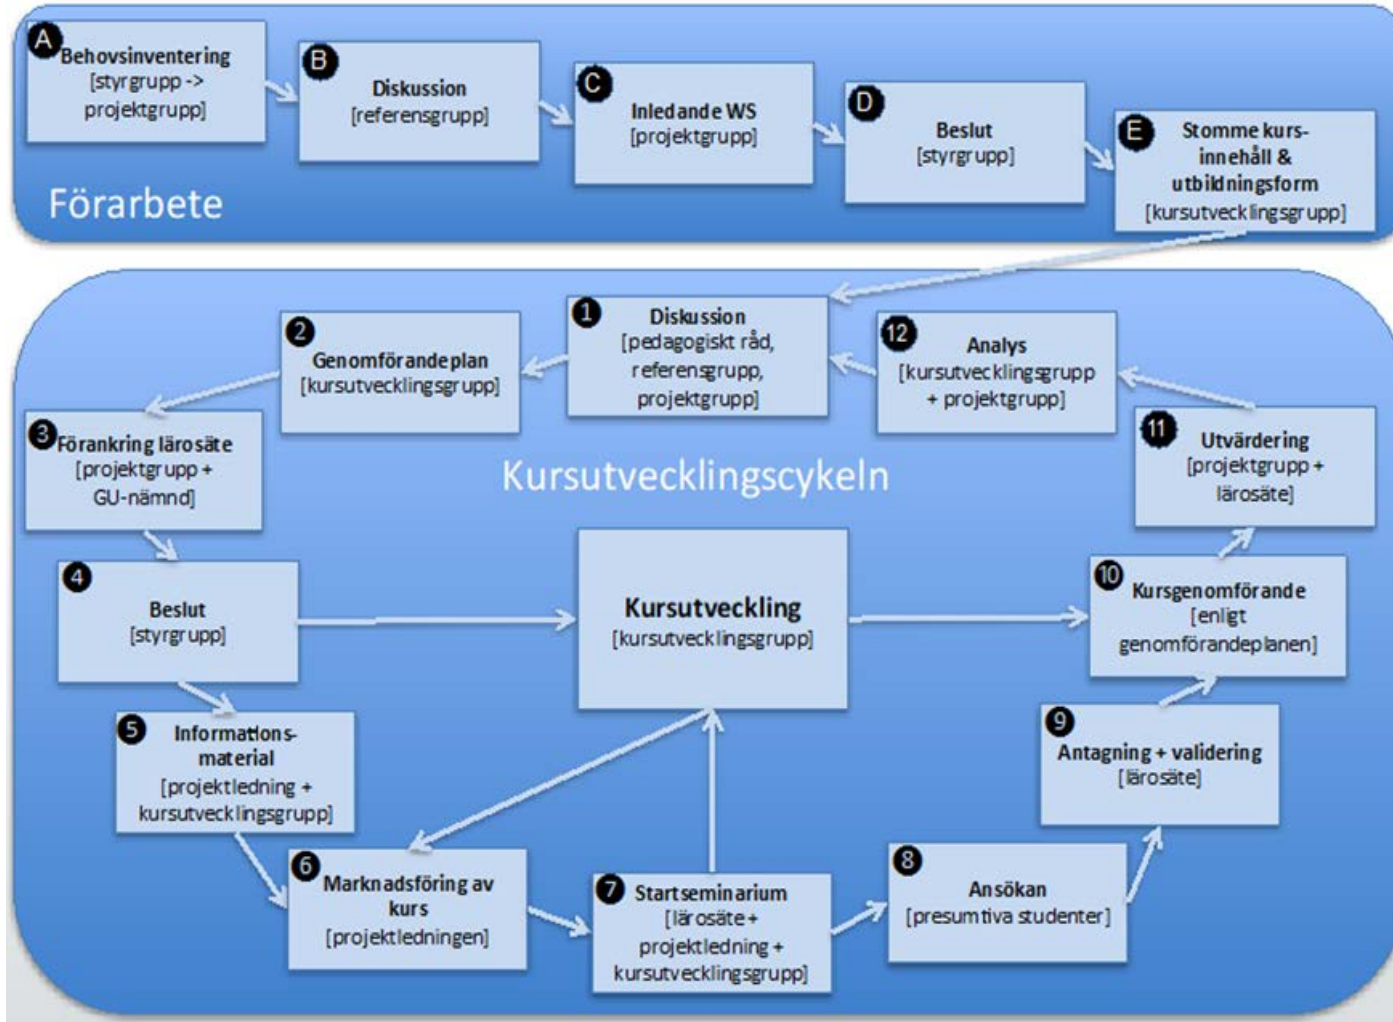 A
Behovsinventering
[styrgrupp ->
projektgrupp]
B
Diskussion
[referensgrupp]
C
Inledande WS
[projektgrupp]
D
Beslut
[styrgrupp]
E
Stomme kurs-
innehåll &
utbildningsform
[kursutvecklingsgrupp]
Förarbete
1
Diskussion
[pedagogiskt råd,
referensgrupp,
projektgrupp]
2
Genomförandeplan
[kursutvecklingsgrupp]
3
Förankring lärosäte
[projektgrupp +
GU-nämnd]
4
Beslut
[styrgrupp]
5
Informations-
material
[projektledning +
kursutvecklingsgrupp]
6
Marknadsföring av
kurs
[projektledningen]
7
Startseminarium
[lärosäte +
projektledning +
kursutvecklingsgrupp]
8
Ansökan
[presumtiva studenter]
9
Antagning + validering
[lärosäte]
10
Kursgenomförande
[enligt
genomförandeplanen]
11
Utvärdering
[projektgrupp +
lärosäte]
12
Analys
[kursutvecklingsgrupp
+ projektgrupp]
Kursutvecklingscykeln
Kursutveckling
[kursutvecklingsgrupp]